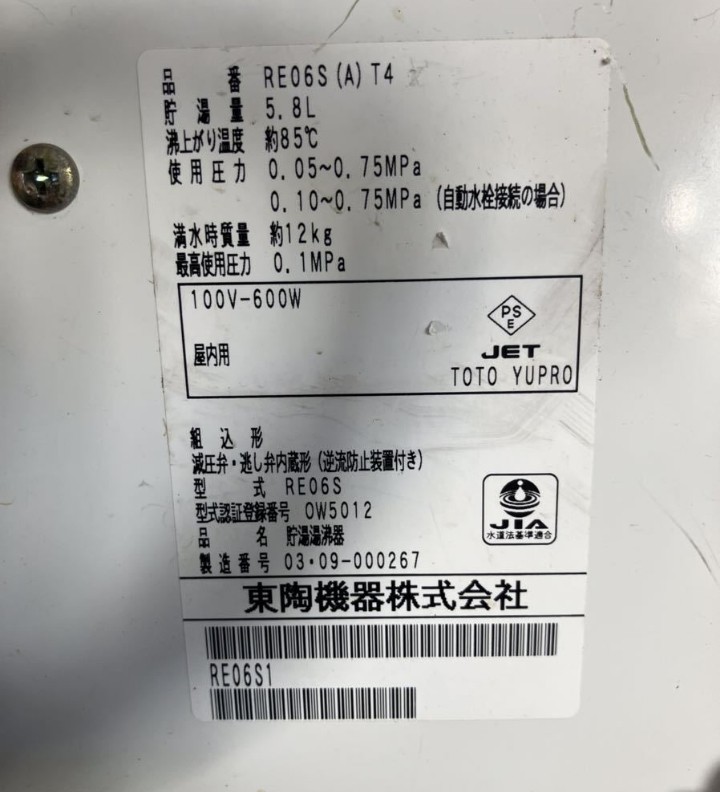 品番 RE06S(A)T4
貯湯量 5.8L
沸上がり温度 約85℃
使用圧力 0.05~0.75MPa
0.10~0.75MPa (自動水栓接続の場合)
満水時質量 約12kg
最高使用圧力 0.1MPa
100V-600W
PS
E
屋内用
JET
TOTO YUPRO
組込形
減圧弁・逃し弁内蔵形(逆流防止装置付き)
型式 RE06S
型式認証登録番号 OW5012
品名 貯湯湯沸器
製造番号 03・09-000267
JIA
水道法基準適合
東陶機器株式会社
RE06S1